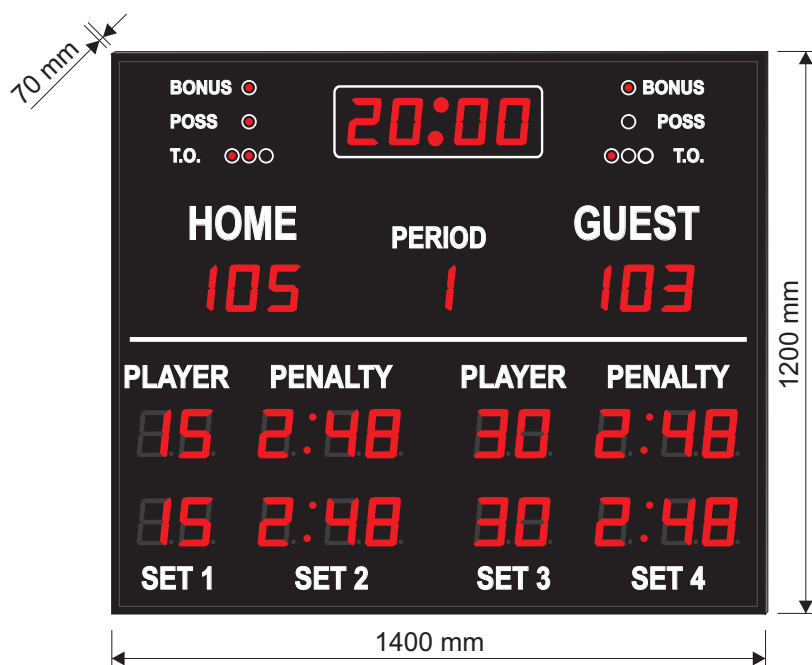 70 mm
BONUS 20:00 BONUS
POSS POSS
T.O. T.O.
HOME PERIOD GUEST
105 1 103
1200 mm
PLAYER PENALTY PLAYER PENALTY
15 2:48 30 2:48
15 2:48 30 2:48
SET 1 SET 2 SET 3 SET 4
1400 mm